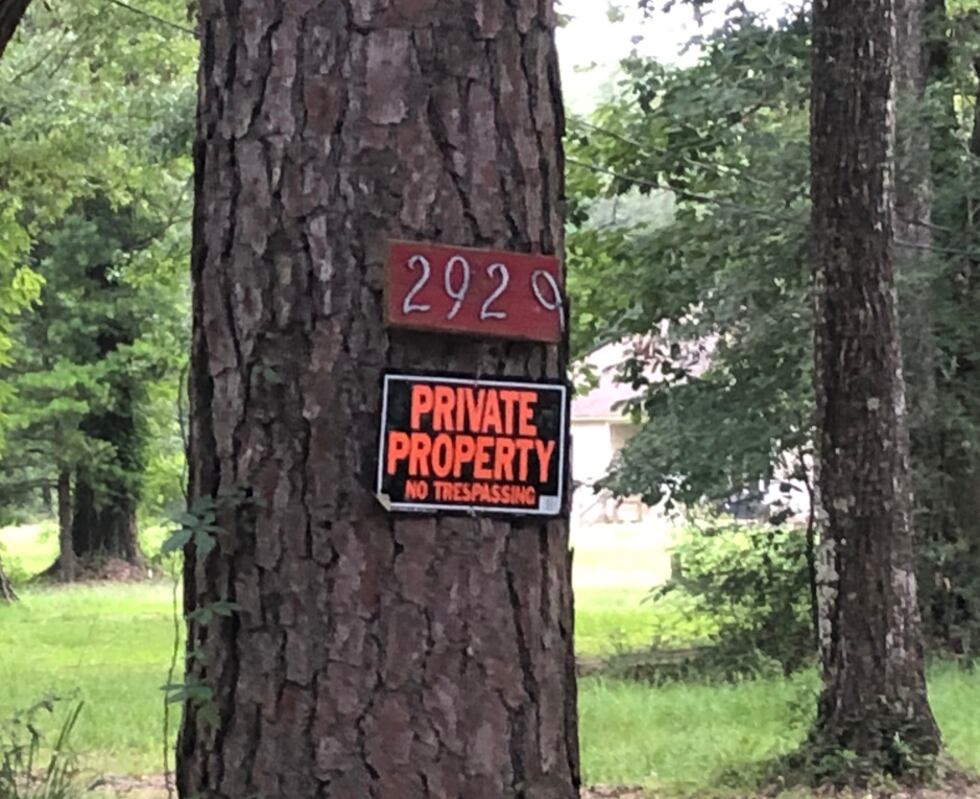 2929
PRIVATE
PROPERTY
NO TRESPASSING